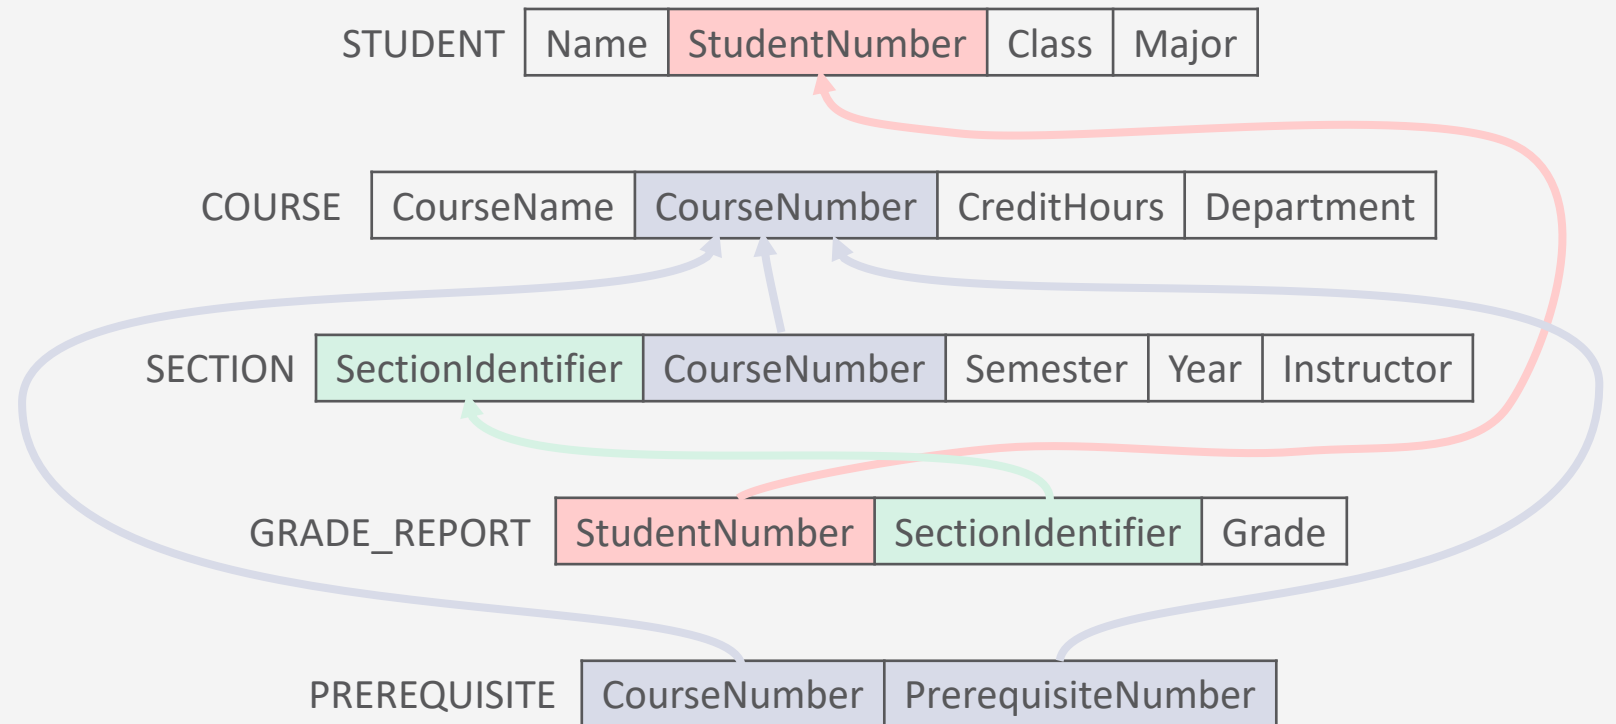 STUDENT Name StudentNumber Class Major
COURSE CourseName CourseNumber CreditHours Department
SECTION SectionIdentifier CourseNumber Semester Year Instructor
GRADE_REPORT StudentNumber SectionIdentifier Grade
PREREQUISITE CourseNumber PrerequisiteNumber